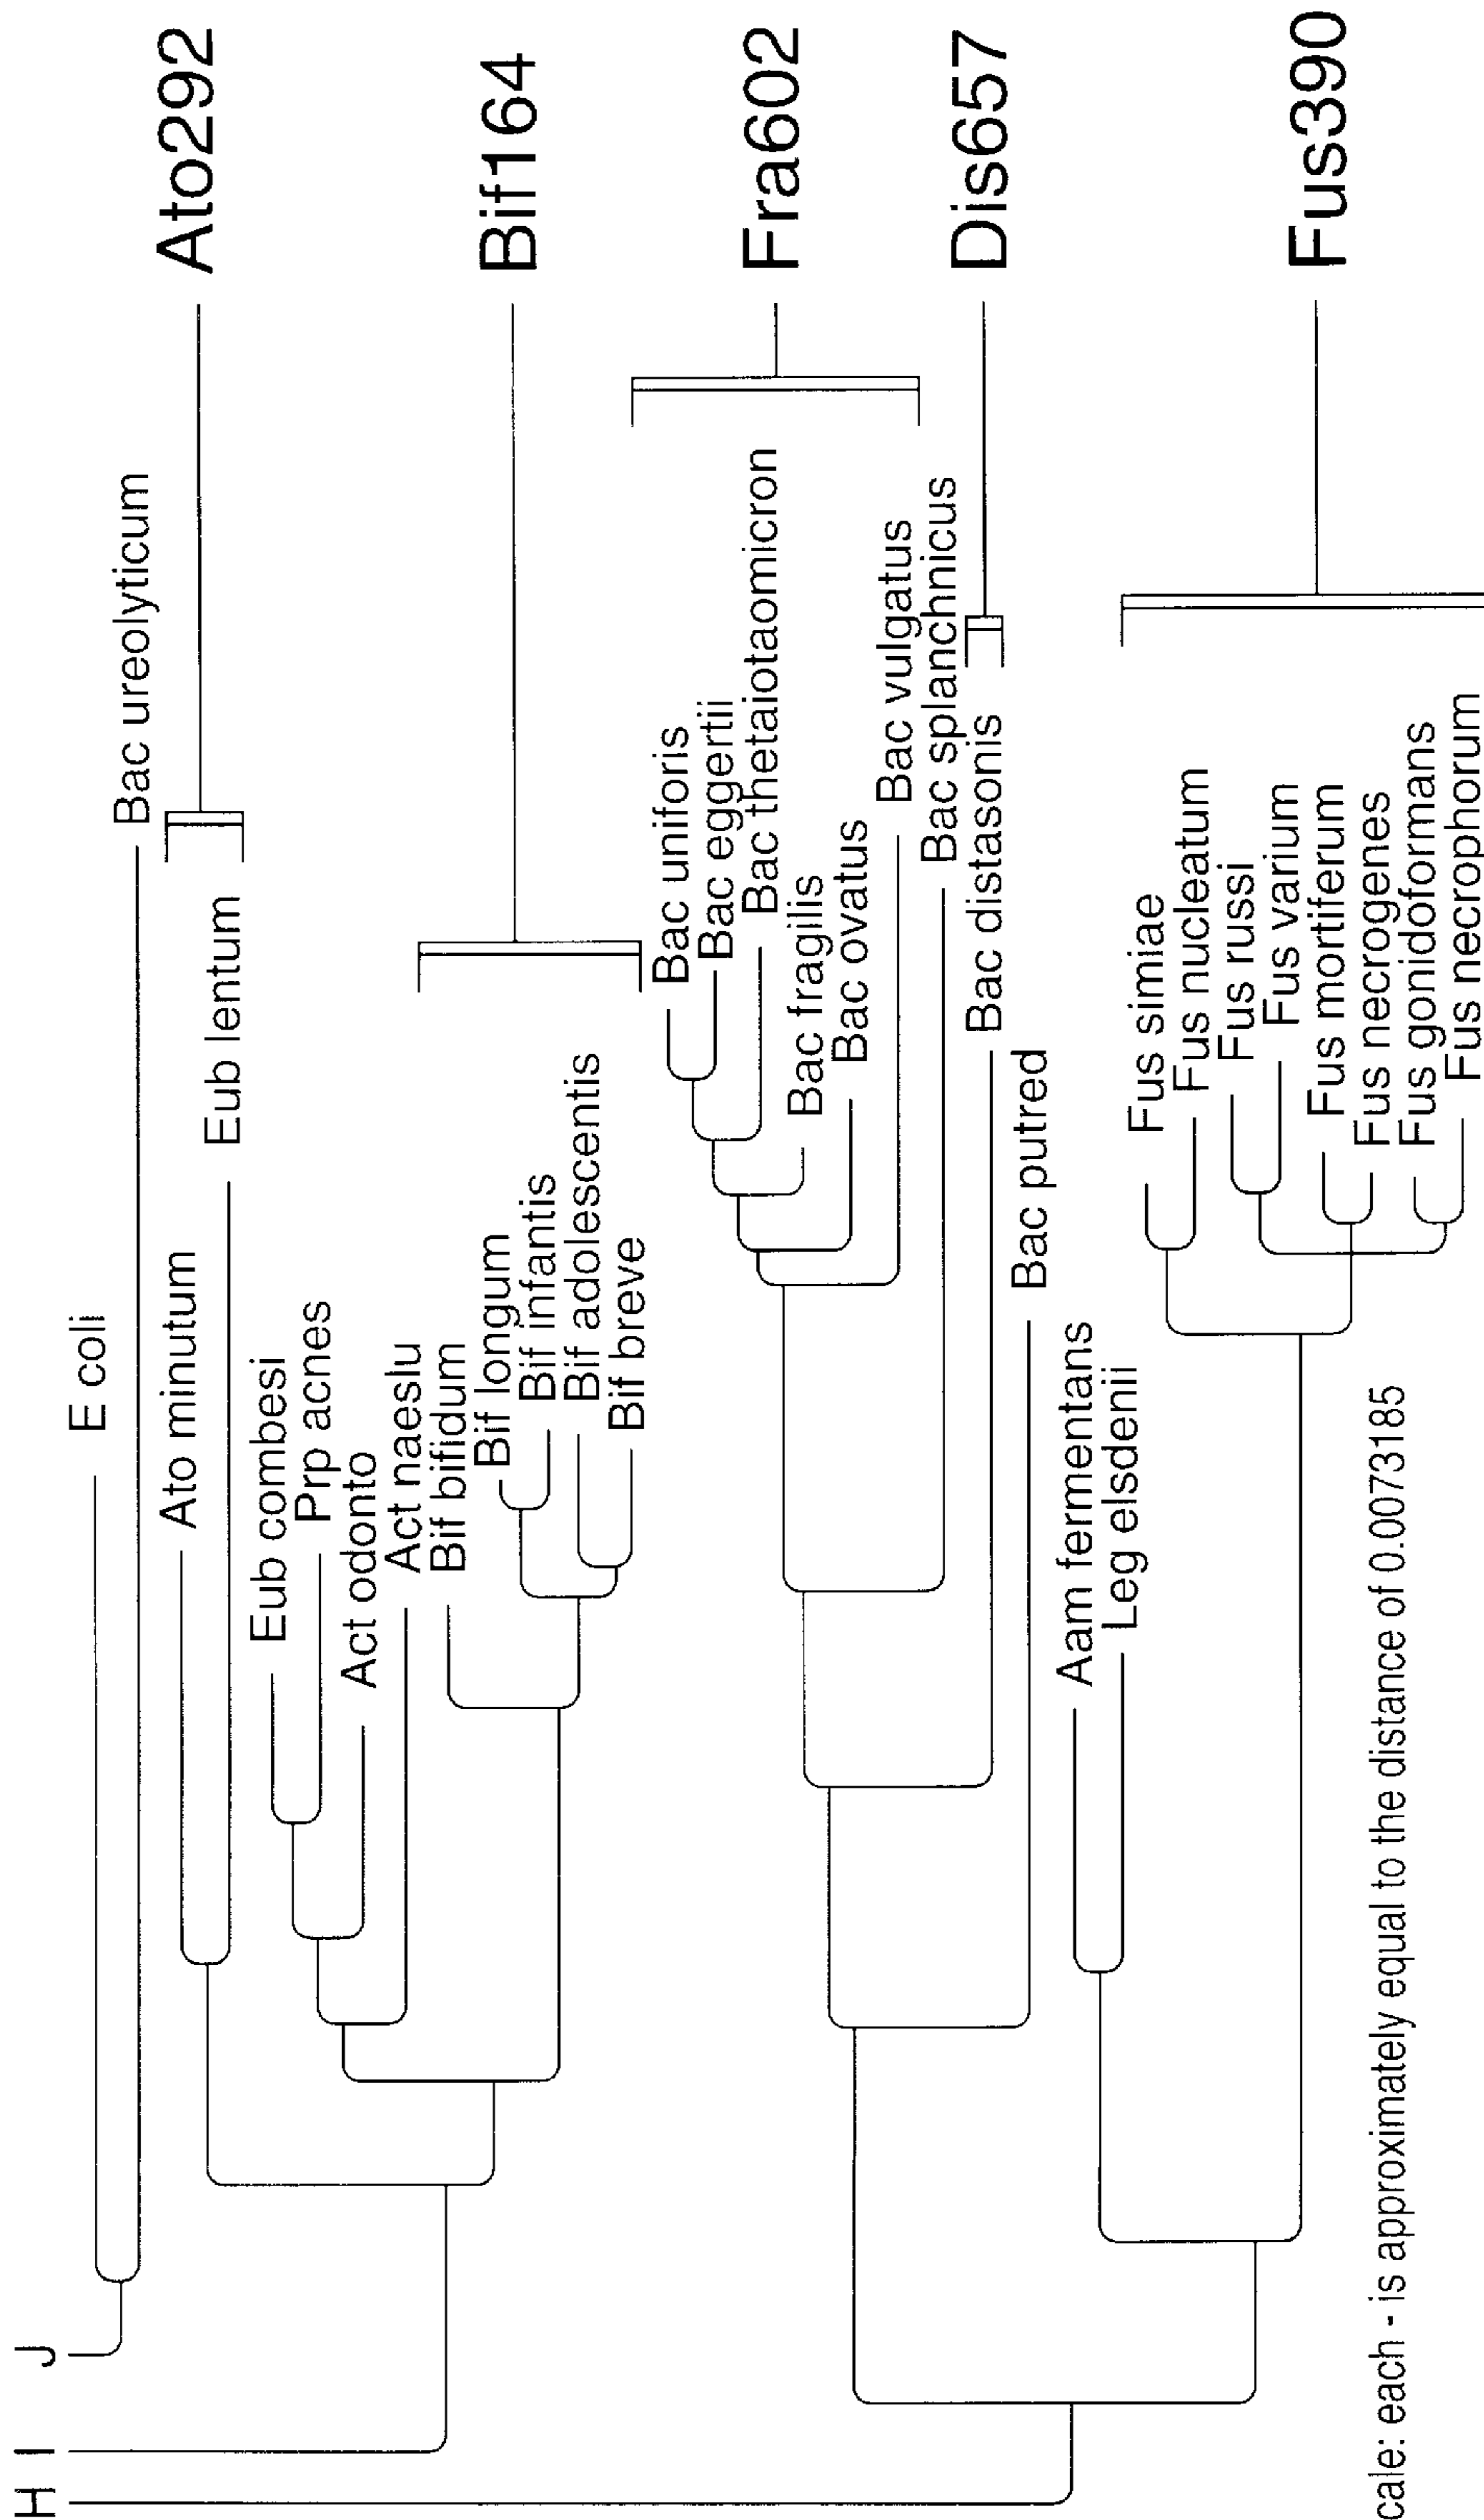 H
I
J
E coli
Bac ureolyticum
Ato minutum
Eub lentum
Ato292
Eub combesi
Prp acnes
Act odonto
Act naeslu
Bif bifidum
Bif longum
Bif infantis
Bif adolescentis
Bif breve
Bif164
Bac uniforis
Bac eggertii
Bac thetaiotaomicron
Bac fragilis
Bac ovatus
Bac vulgatus
Fra602
Bac splanchnicus
Bac distasonis
Dis657
Bac putred
Aam fermentans
Leg elsdenii
Fus simiae
Fus nucleatum
Fus russi
Fus varium
Fus mortiferum
Fus necrogenes
Fus gonidoformans
Fus necrophorum
Fus390
cale: each - is approximately equal to the distance of 0.0073185